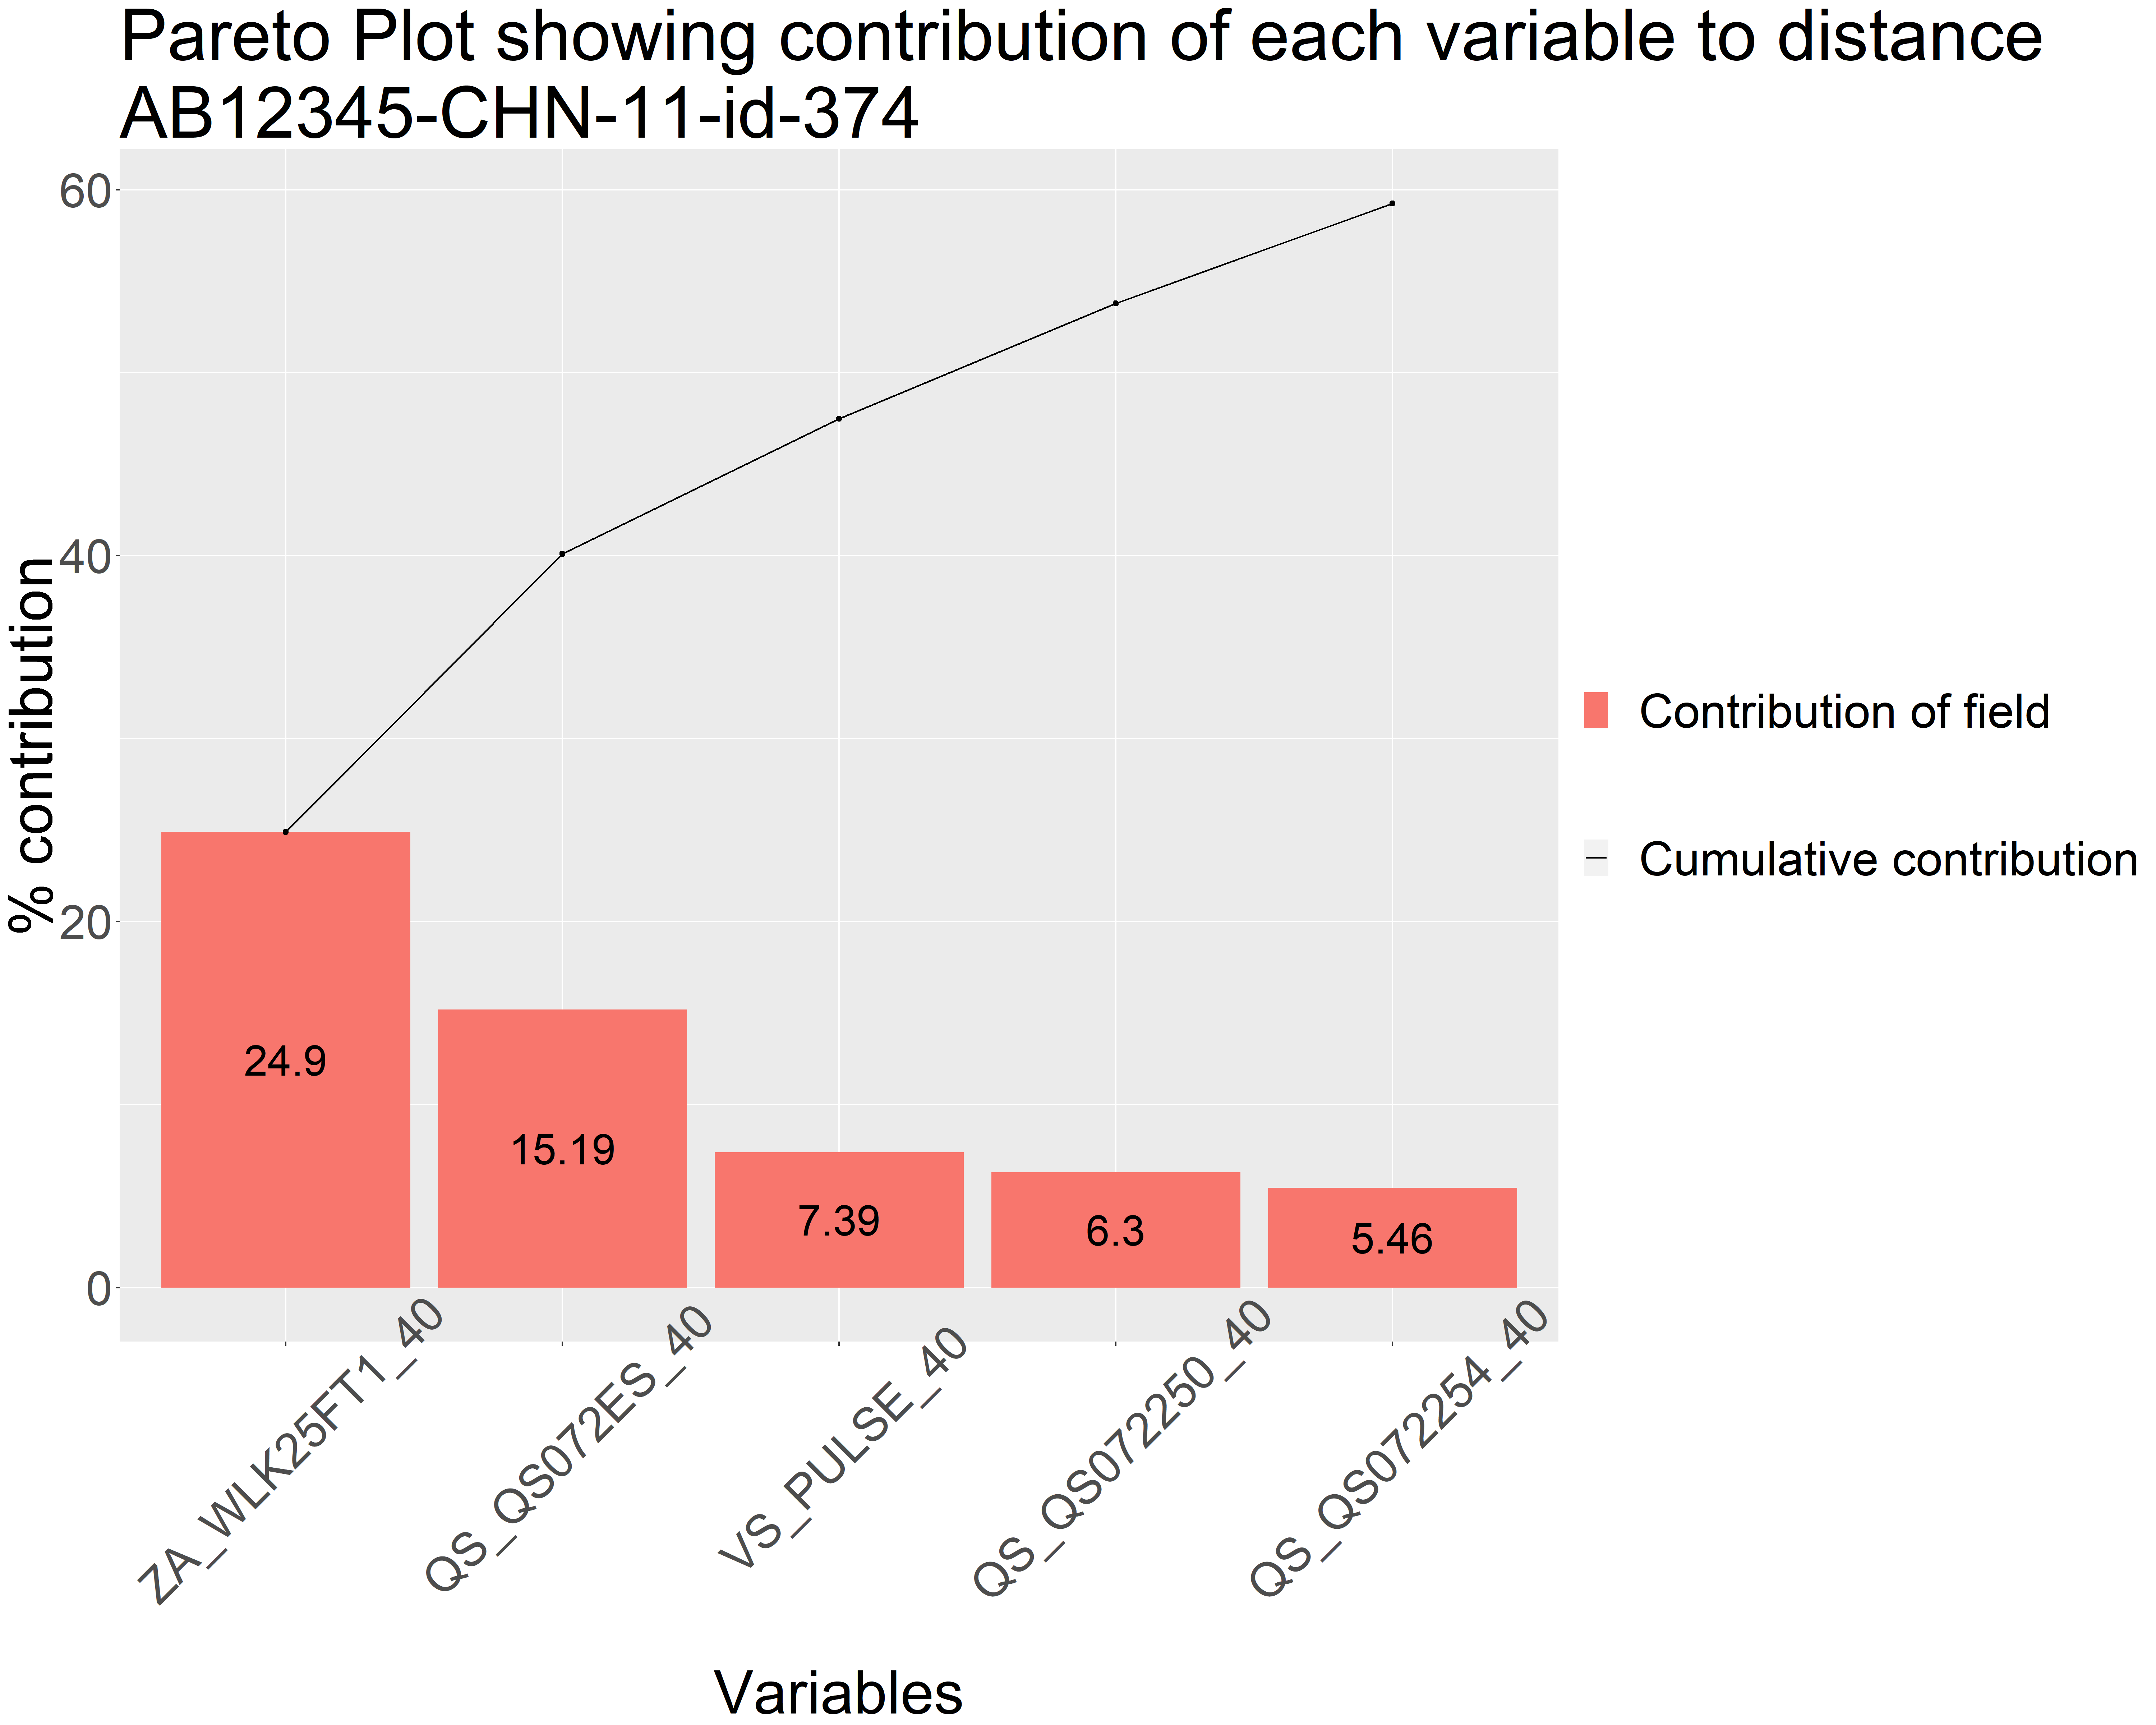 Pareto Plot showing contribution of each variable to distance
AB12345-CHN-11-id-374
% contribution
60
40
20
0
24.9
15.19
7.39
6.3
5.46
ZA_WLK25FT1_40
QS_QS072ES_40
VS_PULSE_40
QS_QS072250_40
QS_QS072254_40
Variables
Contribution of field
Cumulative contribution